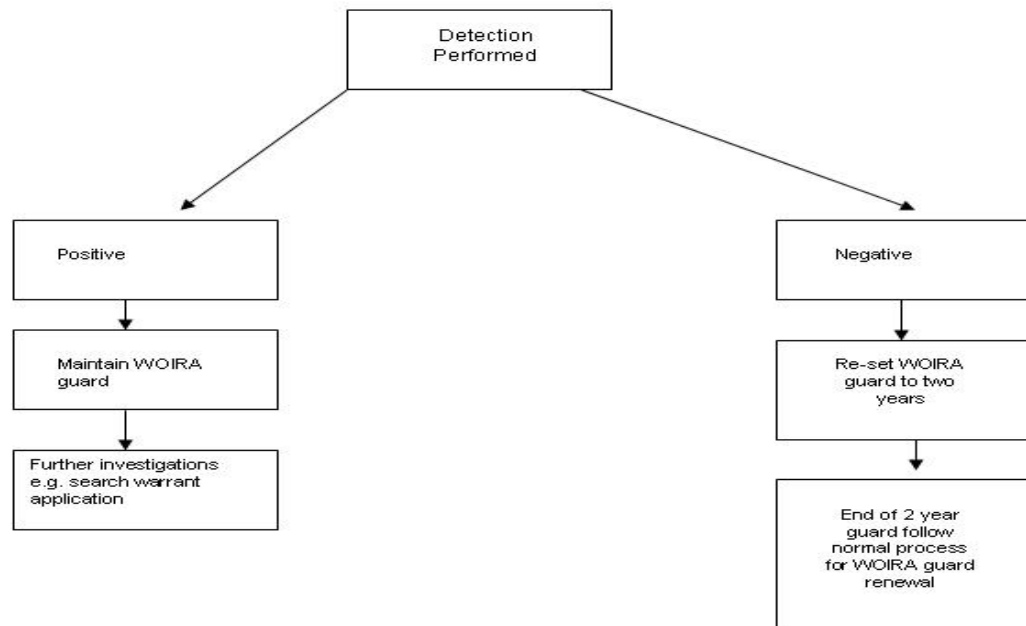 Detection
Performed
Positive
Negative
Maintain WOIRA
guard
Re-set WOIRA
guard to two
years
Further investigations
e.g. search warrant
application
End of 2 year
guard follow
normal process
for WOIRA guard
renewal